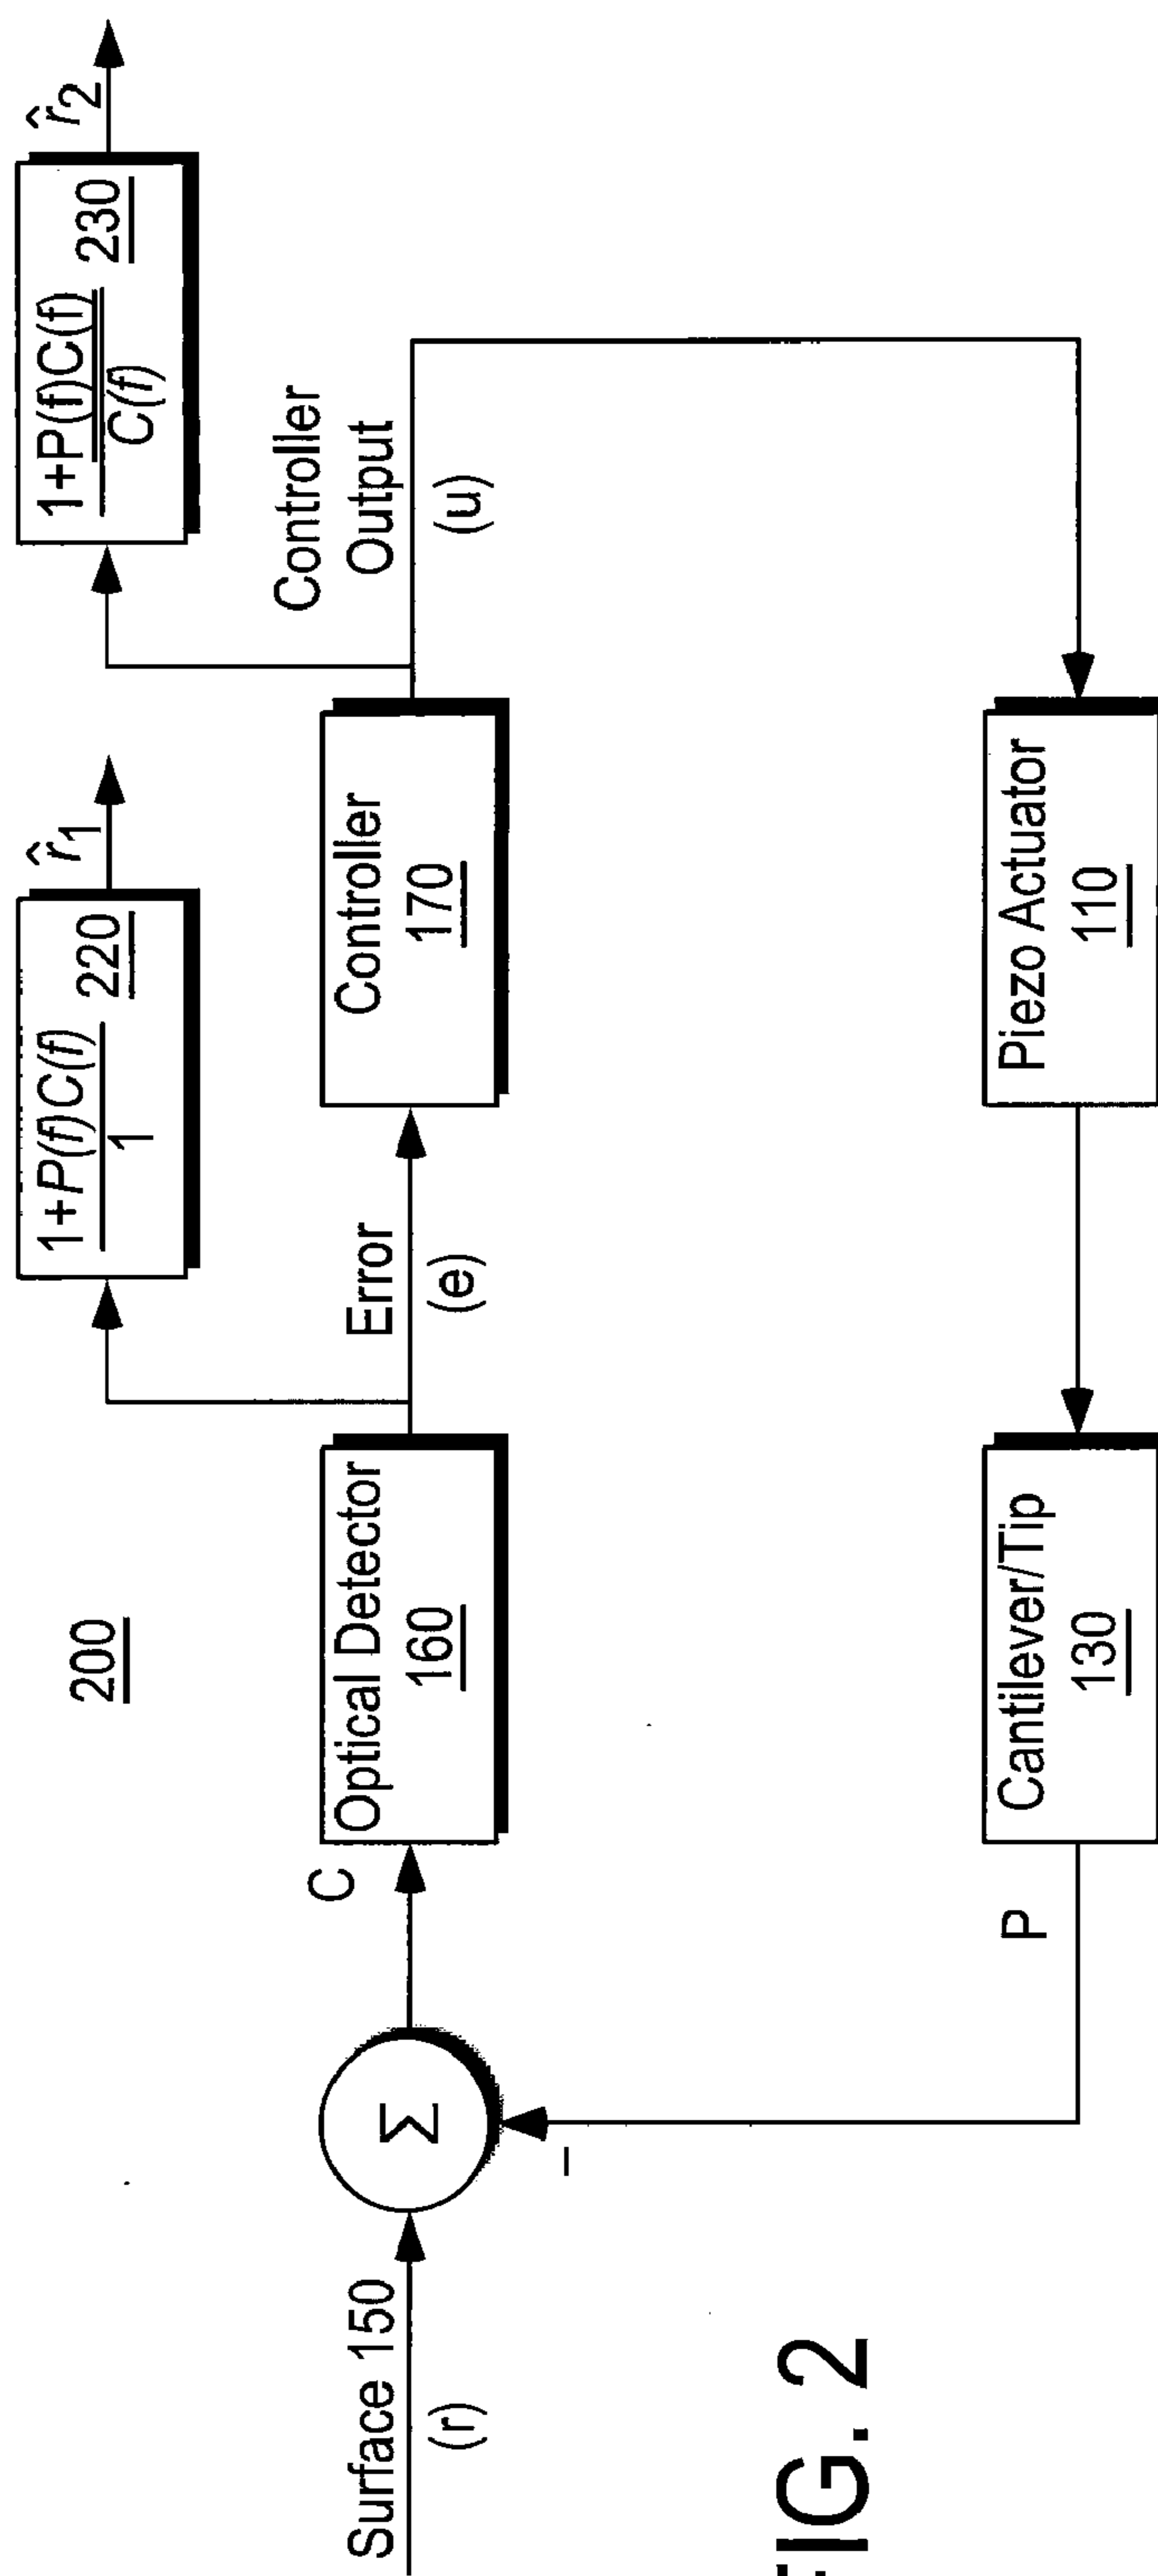 200
1+P(f)C(f)
1
220
r̂1
1+P(f)C(f)
C(f)
230
r̂2
Surface 150
(r)
Σ
–
C
Optical Detector
160
Error
(e)
Controller
170
Controller
Output
(u)
P
Cantilever/Tip
130
Piezo Actuator
110
FIG. 2